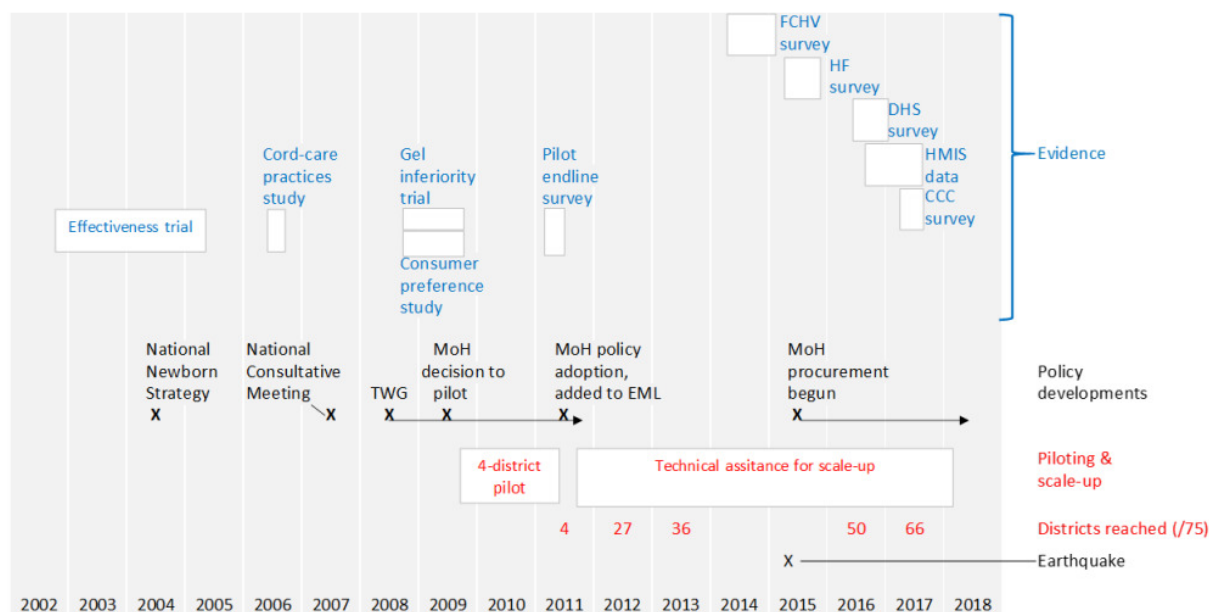 FCHV
survey
HF
survey
DHS
survey
HMIS
data
CCC
survey
Evidence
Cord-care
practices
study
Gel
inferiority
trial
Pilot
endline
survey
Effectiveness trial
Consumer
preference
study
National
Newborn
Strategy
X
National
Consultative
Meeting
X
TWG
X
MoH
decision to
pilot
X
MoH policy
adoption,
added to EML
X
MoH
procurement
begun
X
Policy
developments
4-district
pilot
Technical assitance for scale-up
Piloting &
scale-up
4 27 36 50 66 Districts reached (/75)
X Earthquake
2002 2003 2004 2005 2006 2007 2008 2009 2010 2011 2012 2013 2014 2015 2016 2017 2018